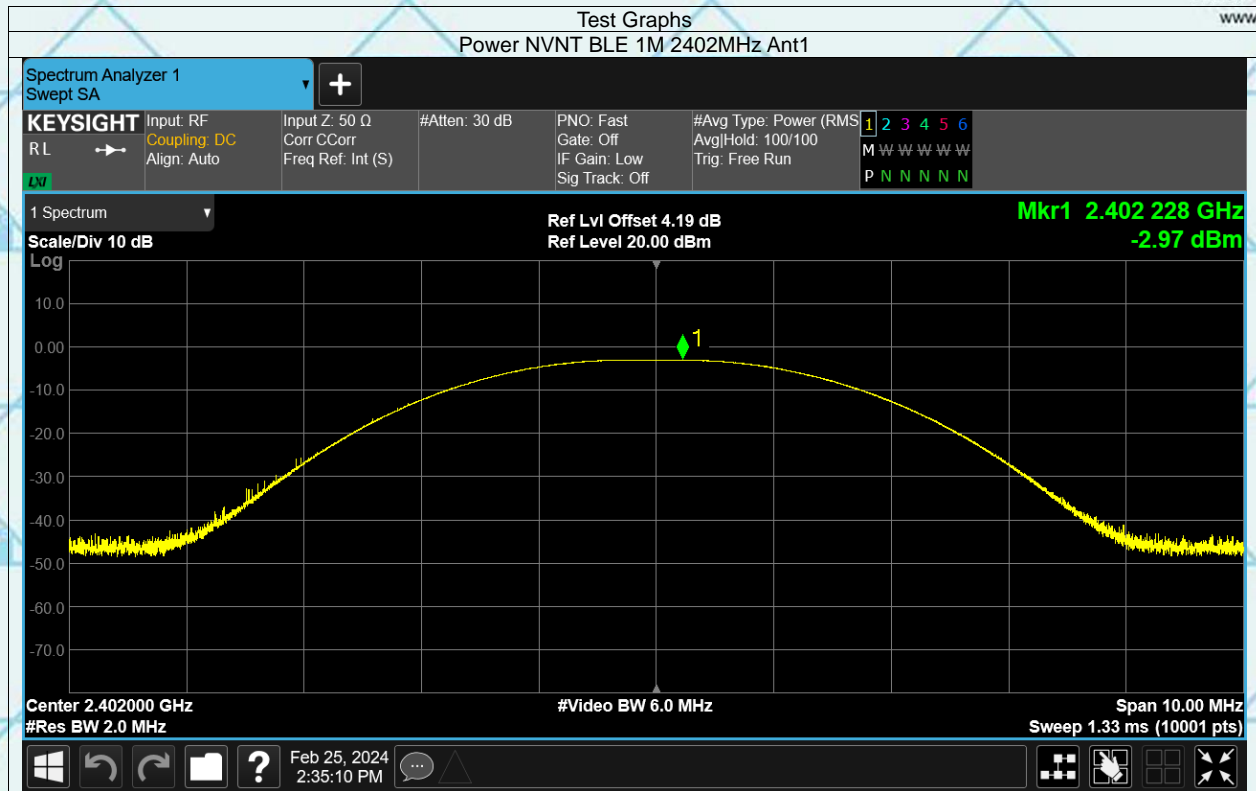 Test Graphs
www
Power NVNT BLE 1M 2402MHz Ant1
Spectrum Analyzer 1
Swept SA
KEYSIGHT
R L
LXI
Input: RF
Coupling: DC
Align: Auto
Input Z: 50 Ω
Corr CCorr
Freq Ref: Int (S)
#Atten: 30 dB
PNO: Fast
Gate: Off
IF Gain: Low
Sig Track: Off
#Avg Type: Power (RMS
Avg|Hold: 100/100
Trig: Free Run
1 2 3 4 5 6
M W W W W W
P N N N N N
1 Spectrum
Scale/Div 10 dB
Log
Ref Lvl Offset 4.19 dB
Ref Level 20.00 dBm
Mkr1 2.402 228 GHz
-2.97 dBm
1
10.0
0.00
-10.0
-20.0
-30.0
-40.0
-50.0
-60.0
-70.0
Center 2.402000 GHz
#Res BW 2.0 MHz
#Video BW 6.0 MHz
Span 10.00 MHz
Sweep 1.33 ms (10001 pts)
?
Feb 25, 2024
2:35:10 PM